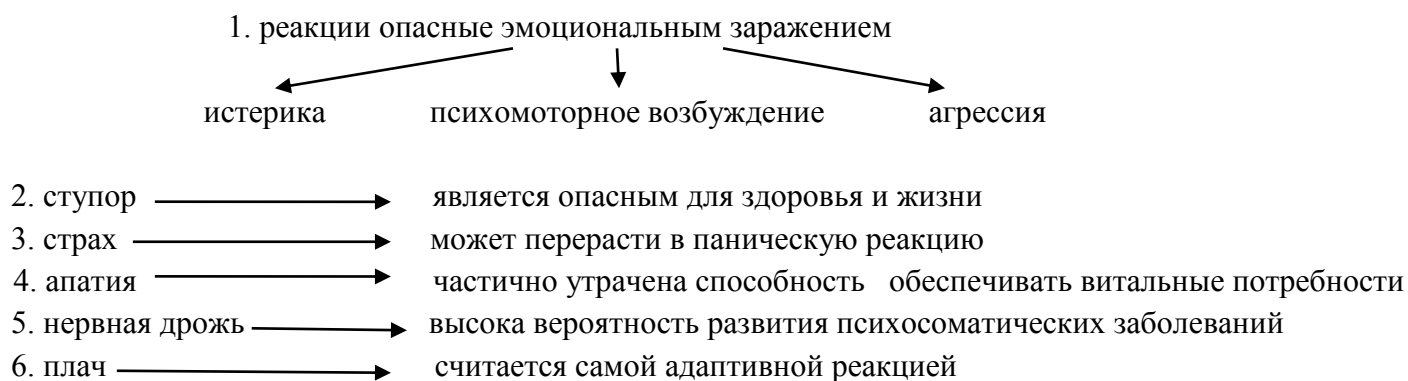 1. реакции опасные эмоциональным заражением
истерика психомоторное возбуждение агрессия
2. ступор является опасным для здоровья и жизни
3. страх может перерасти в паническую реакцию
4. апатия частично утрачена способность обеспечивать витальные потребности
5. нервная дрожь высока вероятность развития психосоматических заболеваний
6. плач считается самой адаптивной реакцией